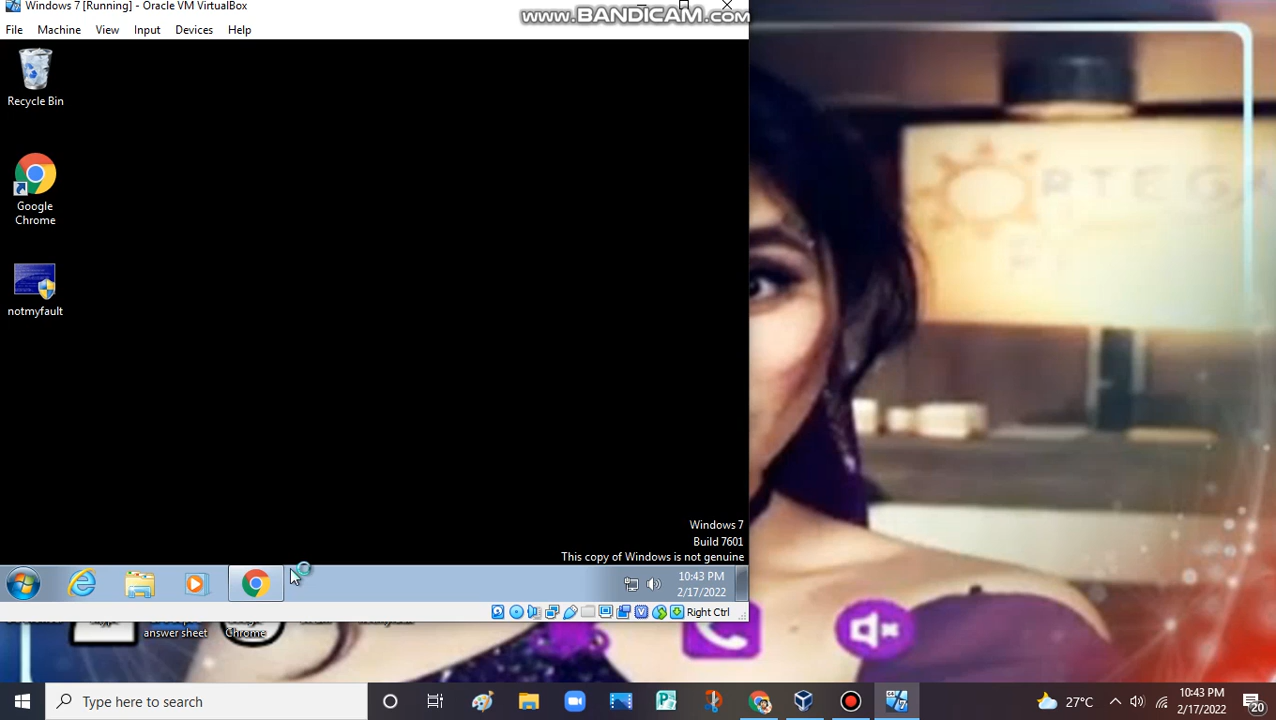 Windows 7 [Running] - Oracle VM VirtualBox
www.BANDICAM.com
File Machine View Input Devices Help
Recycle Bin
Google
Chrome
notmyfault
Windows 7
Build 7601
This copy of Windows is not genuine
10:43 PM
2/17/2022
Right Ctrl
answer sheet
Chrome
Type here to search
27°C
10:43 PM
2/17/2022
20